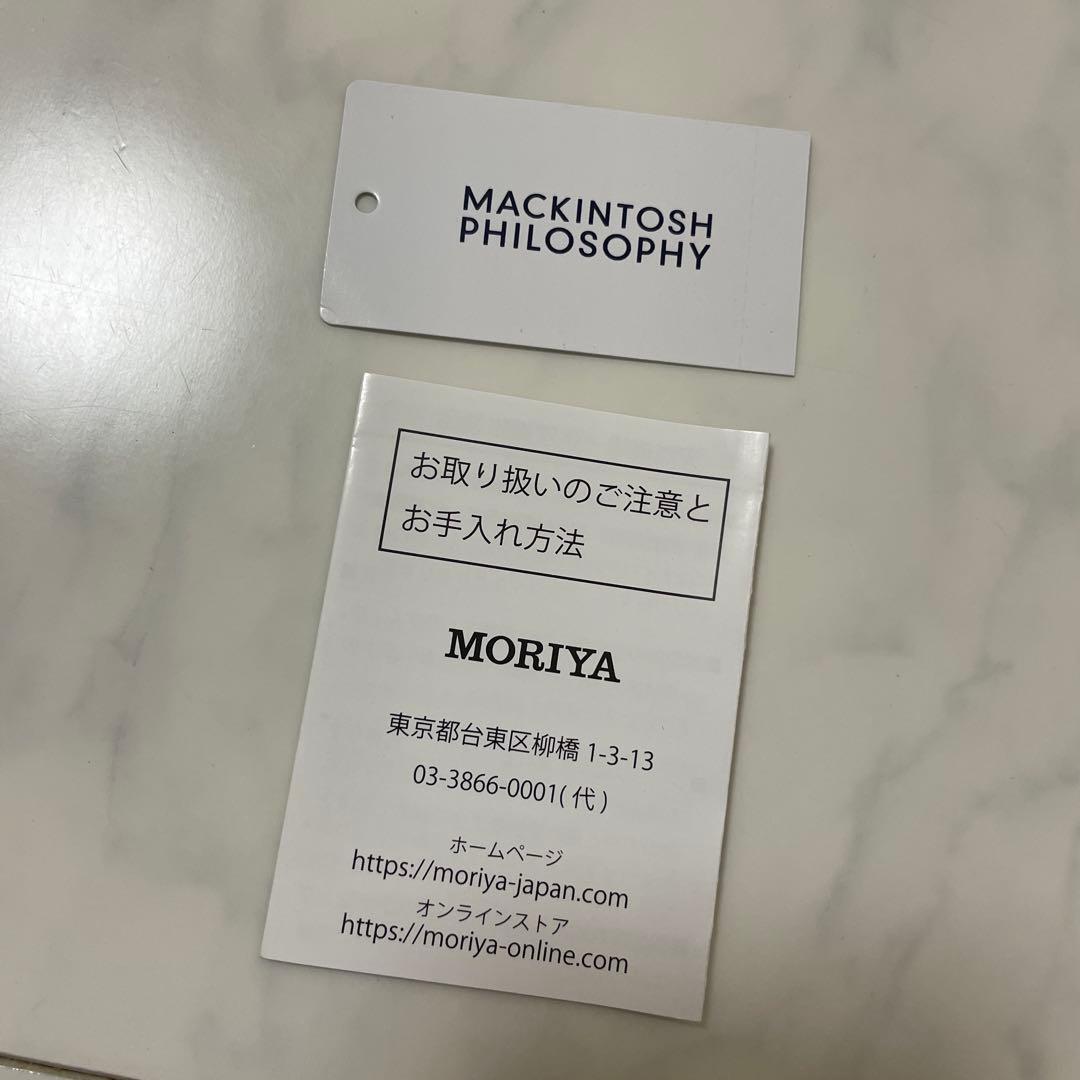 MACKINTOSH
PHILOSOPHY
お取り扱いのご注意と
お手入れ方法
MORIYA
東京都台東区柳橋 1-3-13
03-3866-0001(代)
ホームページ
https://moriya-japan.com
オンラインストア
https://moriya-online.com